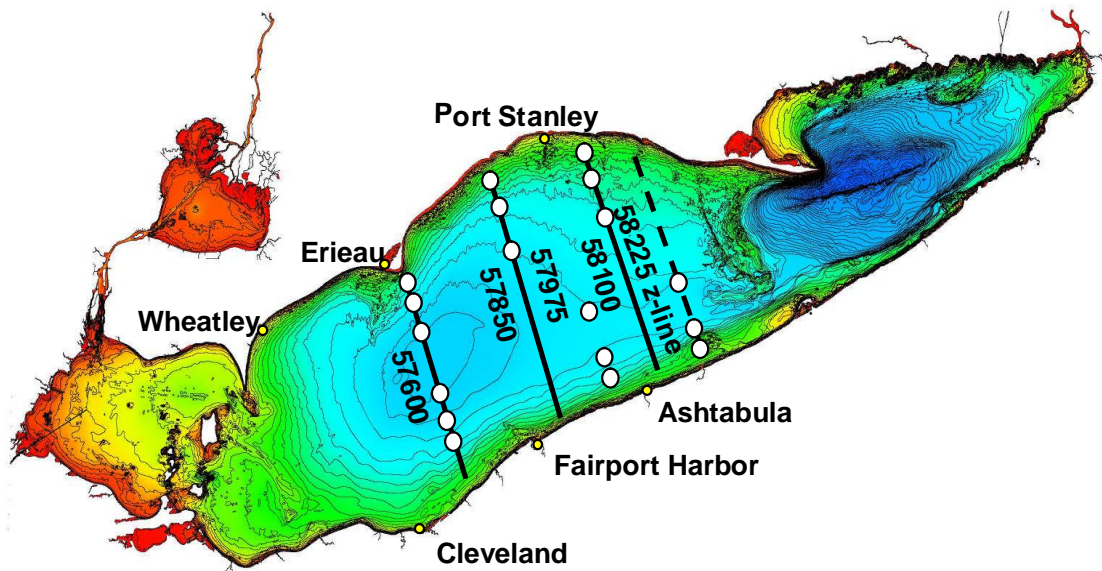 Port Stanley
Erieau
Wheatley
57600
57850
57975
58100
58225 z-line
Ashtabula
Fairport Harbor
Cleveland